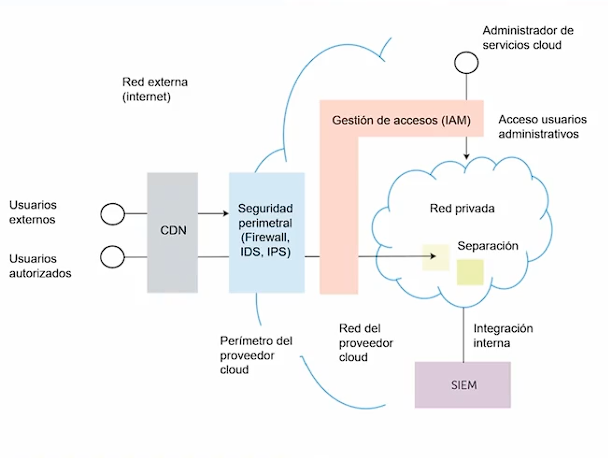 Administrador de
servicios cloud
Red externa
(internet)
Gestión de accesos (IAM)
Acceso usuarios
administrativos
Usuarios
externos
CDN
Seguridad
perimetral
(Firewall,
IDS, IPS)
Red privada
Separación
Usuarios
autorizados
Perímetro del
proveedor
cloud
Red del
proveedor
cloud
Integración
interna
SIEM